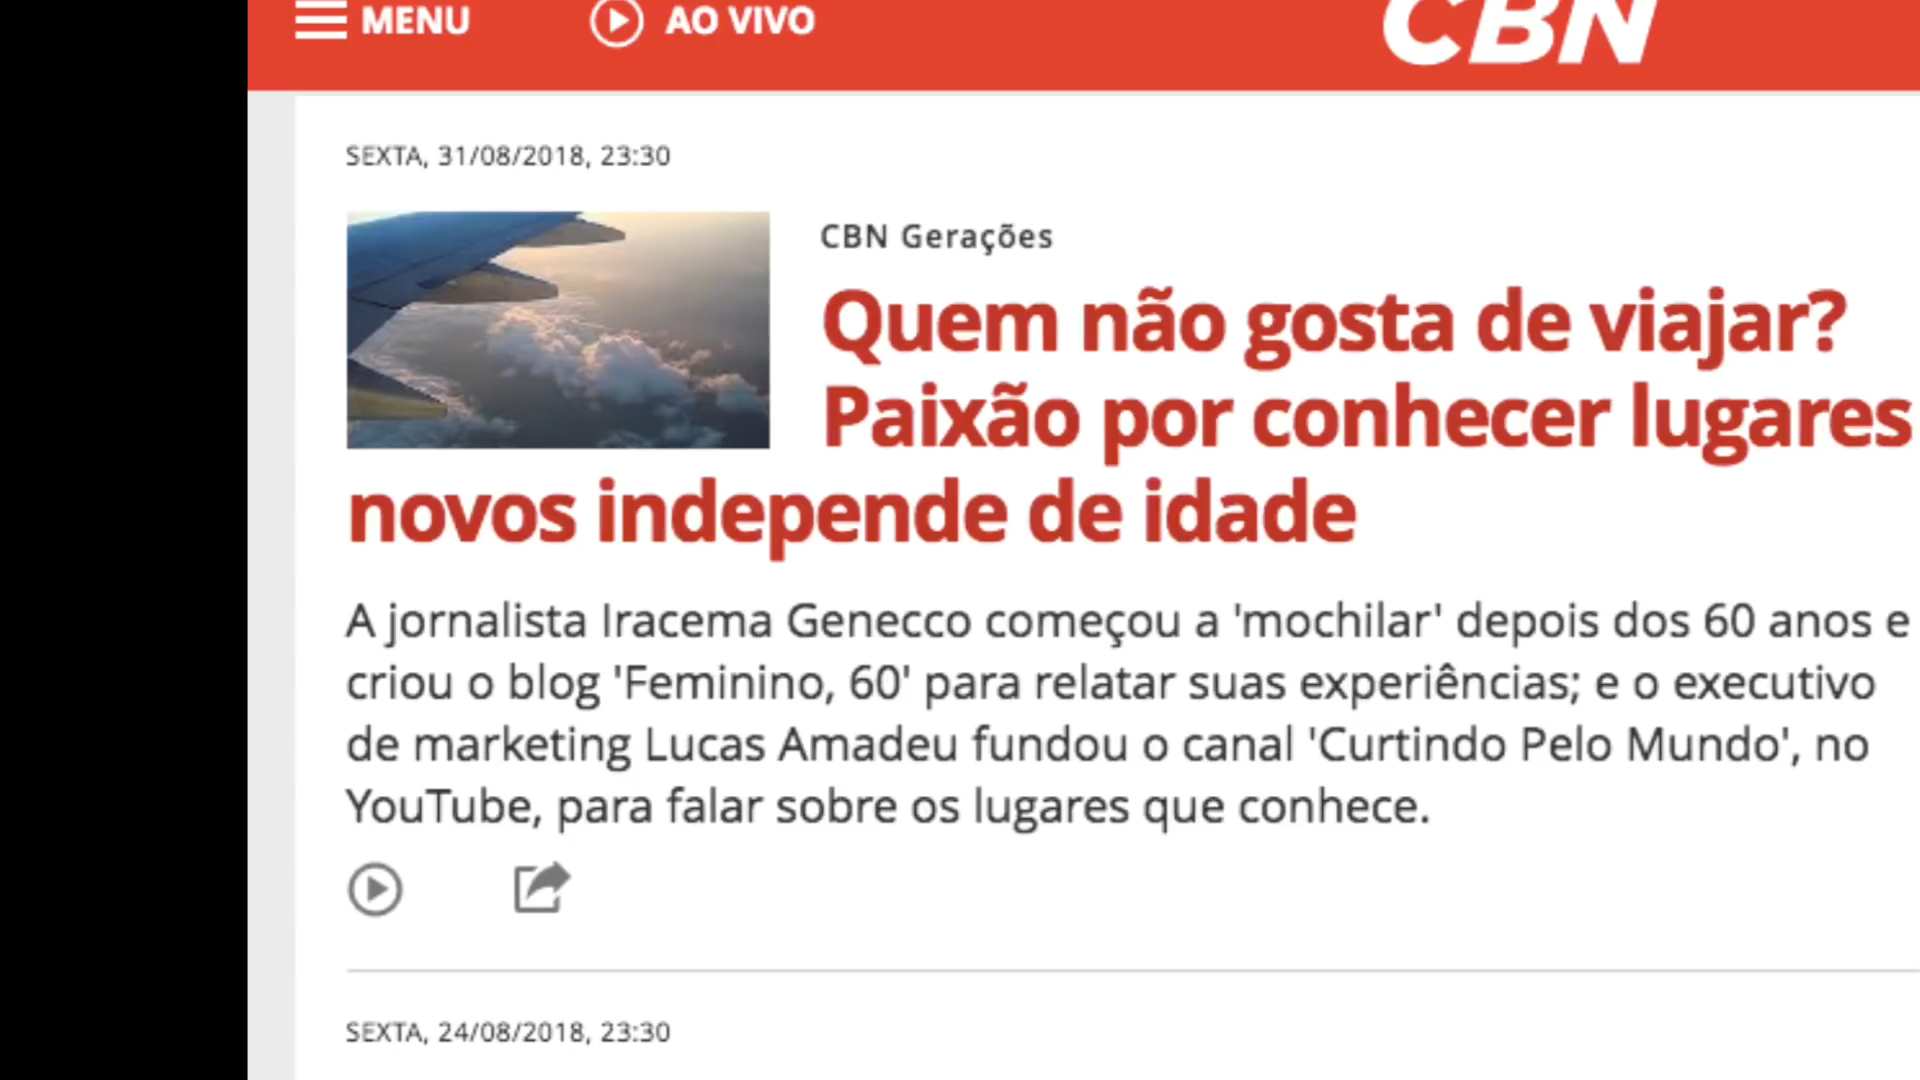 MENU
AO VIVO
CBN
SEXTA, 31/08/2018, 23:30
CBN Gerações
Quem não gosta de viajar?
Paixão por conhecer lugares
novos independe de idade
A jornalista Iracema Genecco começou a 'mochilar' depois dos 60 anos e
criou o blog 'Feminino, 60' para relatar suas experiências; e o executivo
de marketing Lucas Amadeu fundou o canal 'Curtindo Pelo Mundo', no
YouTube, para falar sobre os lugares que conhece.
SEXTA, 24/08/2018, 23:30